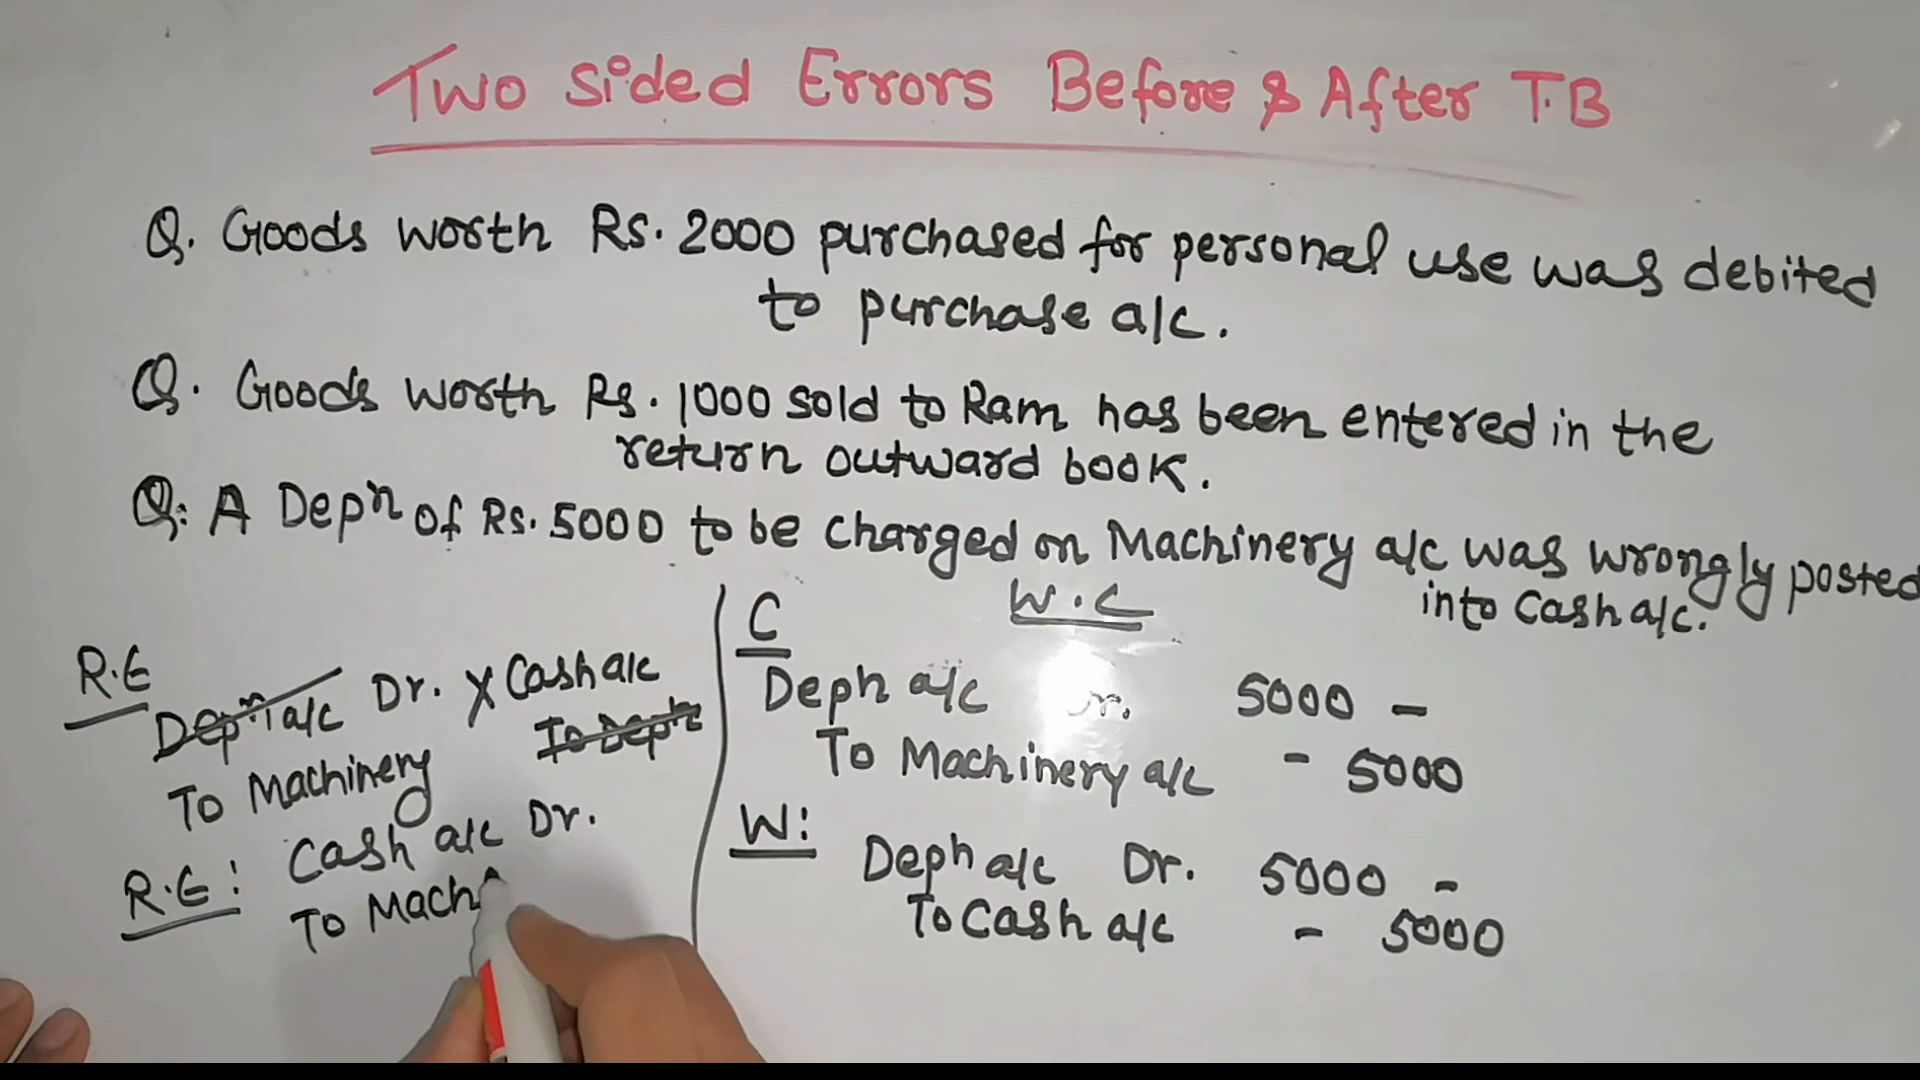 Two Sided Errors Before & After T.B
Q. Goods worth Rs. 2000 purchased for personal use was debited
to purchase a/c.
Q. Goods worth Rs. 1000 sold to Ram has been entered in the
return outward book.
Q: A Depn of Rs. 5000 to be charged on Machinery a/c was wrongly posted
into Cash a/c.
R.E
Depn a/c Dr. X Cash a/c
To Depn
To Machinery
R.E: Cash a/c Dr.
To Mach
W.C
C
Deph a/c Dr. 5000 -
To Machinery a/c - 5000
W:
Deph a/c Dr. 5000 -
To Cash a/c - 5000